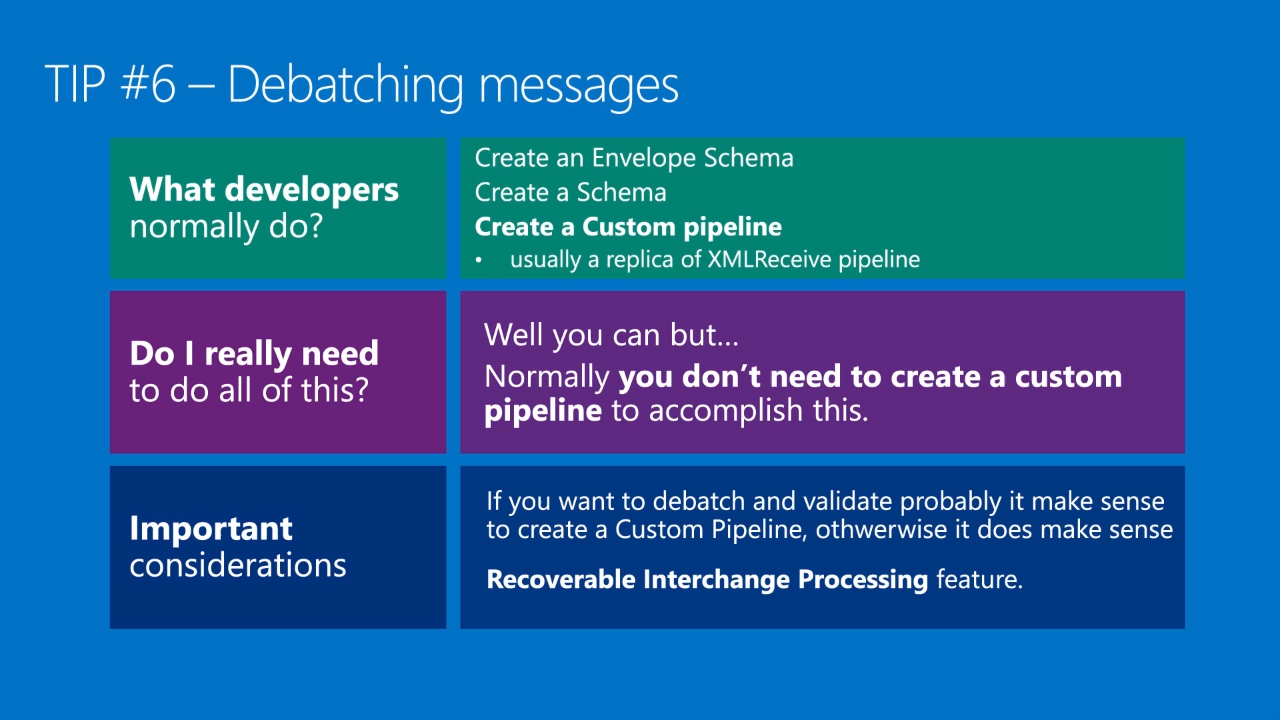 TIP #6 – Debatching messages
What developers
normally do?
Create an Envelope Schema
Create a Schema
Create a Custom pipeline
• usually a replica of XMLReceive pipeline
Do I really need
to do all of this?
Well you can but...
Normally you don't need to create a custom
pipeline to accomplish this.
Important
considerations
If you want to debatch and validate probably it make sense
to create a Custom Pipeline, othwerwise it does make sense
Recoverable Interchange Processing feature.